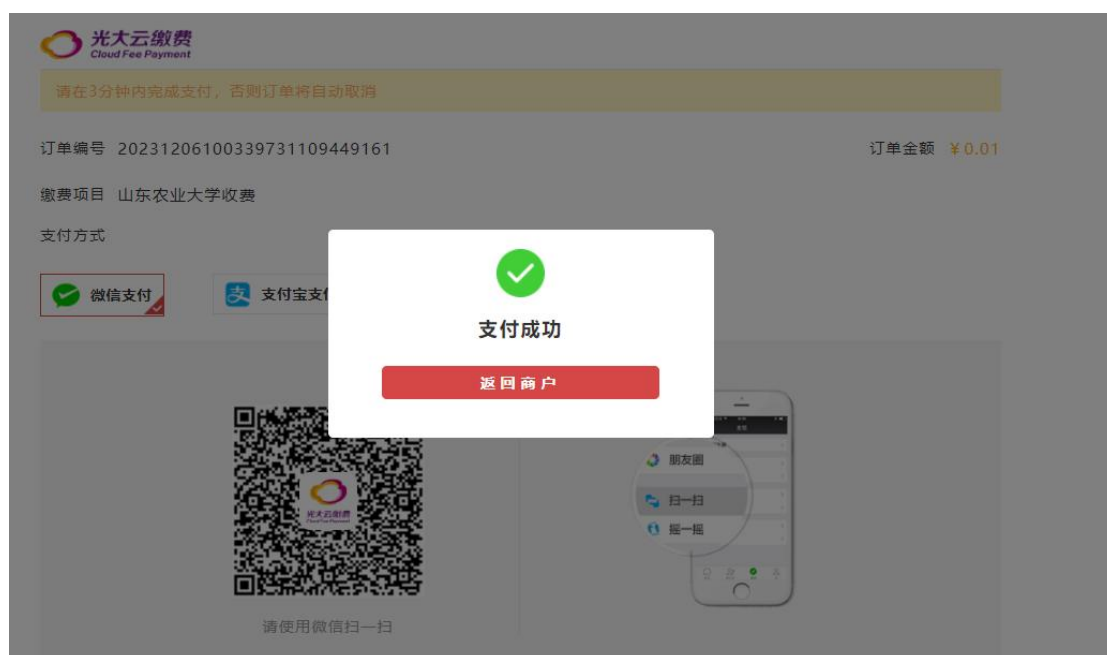 光大云缴费
Cloud Fee Payment
请在3分钟内完成支付，否则订单将自动取消
订单编号 20231206100339731109449161 订单金额 ￥0.01
缴费项目 山东农业大学收费
支付方式
微信支付 支付宝支付
支付成功
返回商户
朋友圈
扫一扫
摇一摇
光大云缴费
Cloud Fee Payment
请使用微信扫一扫